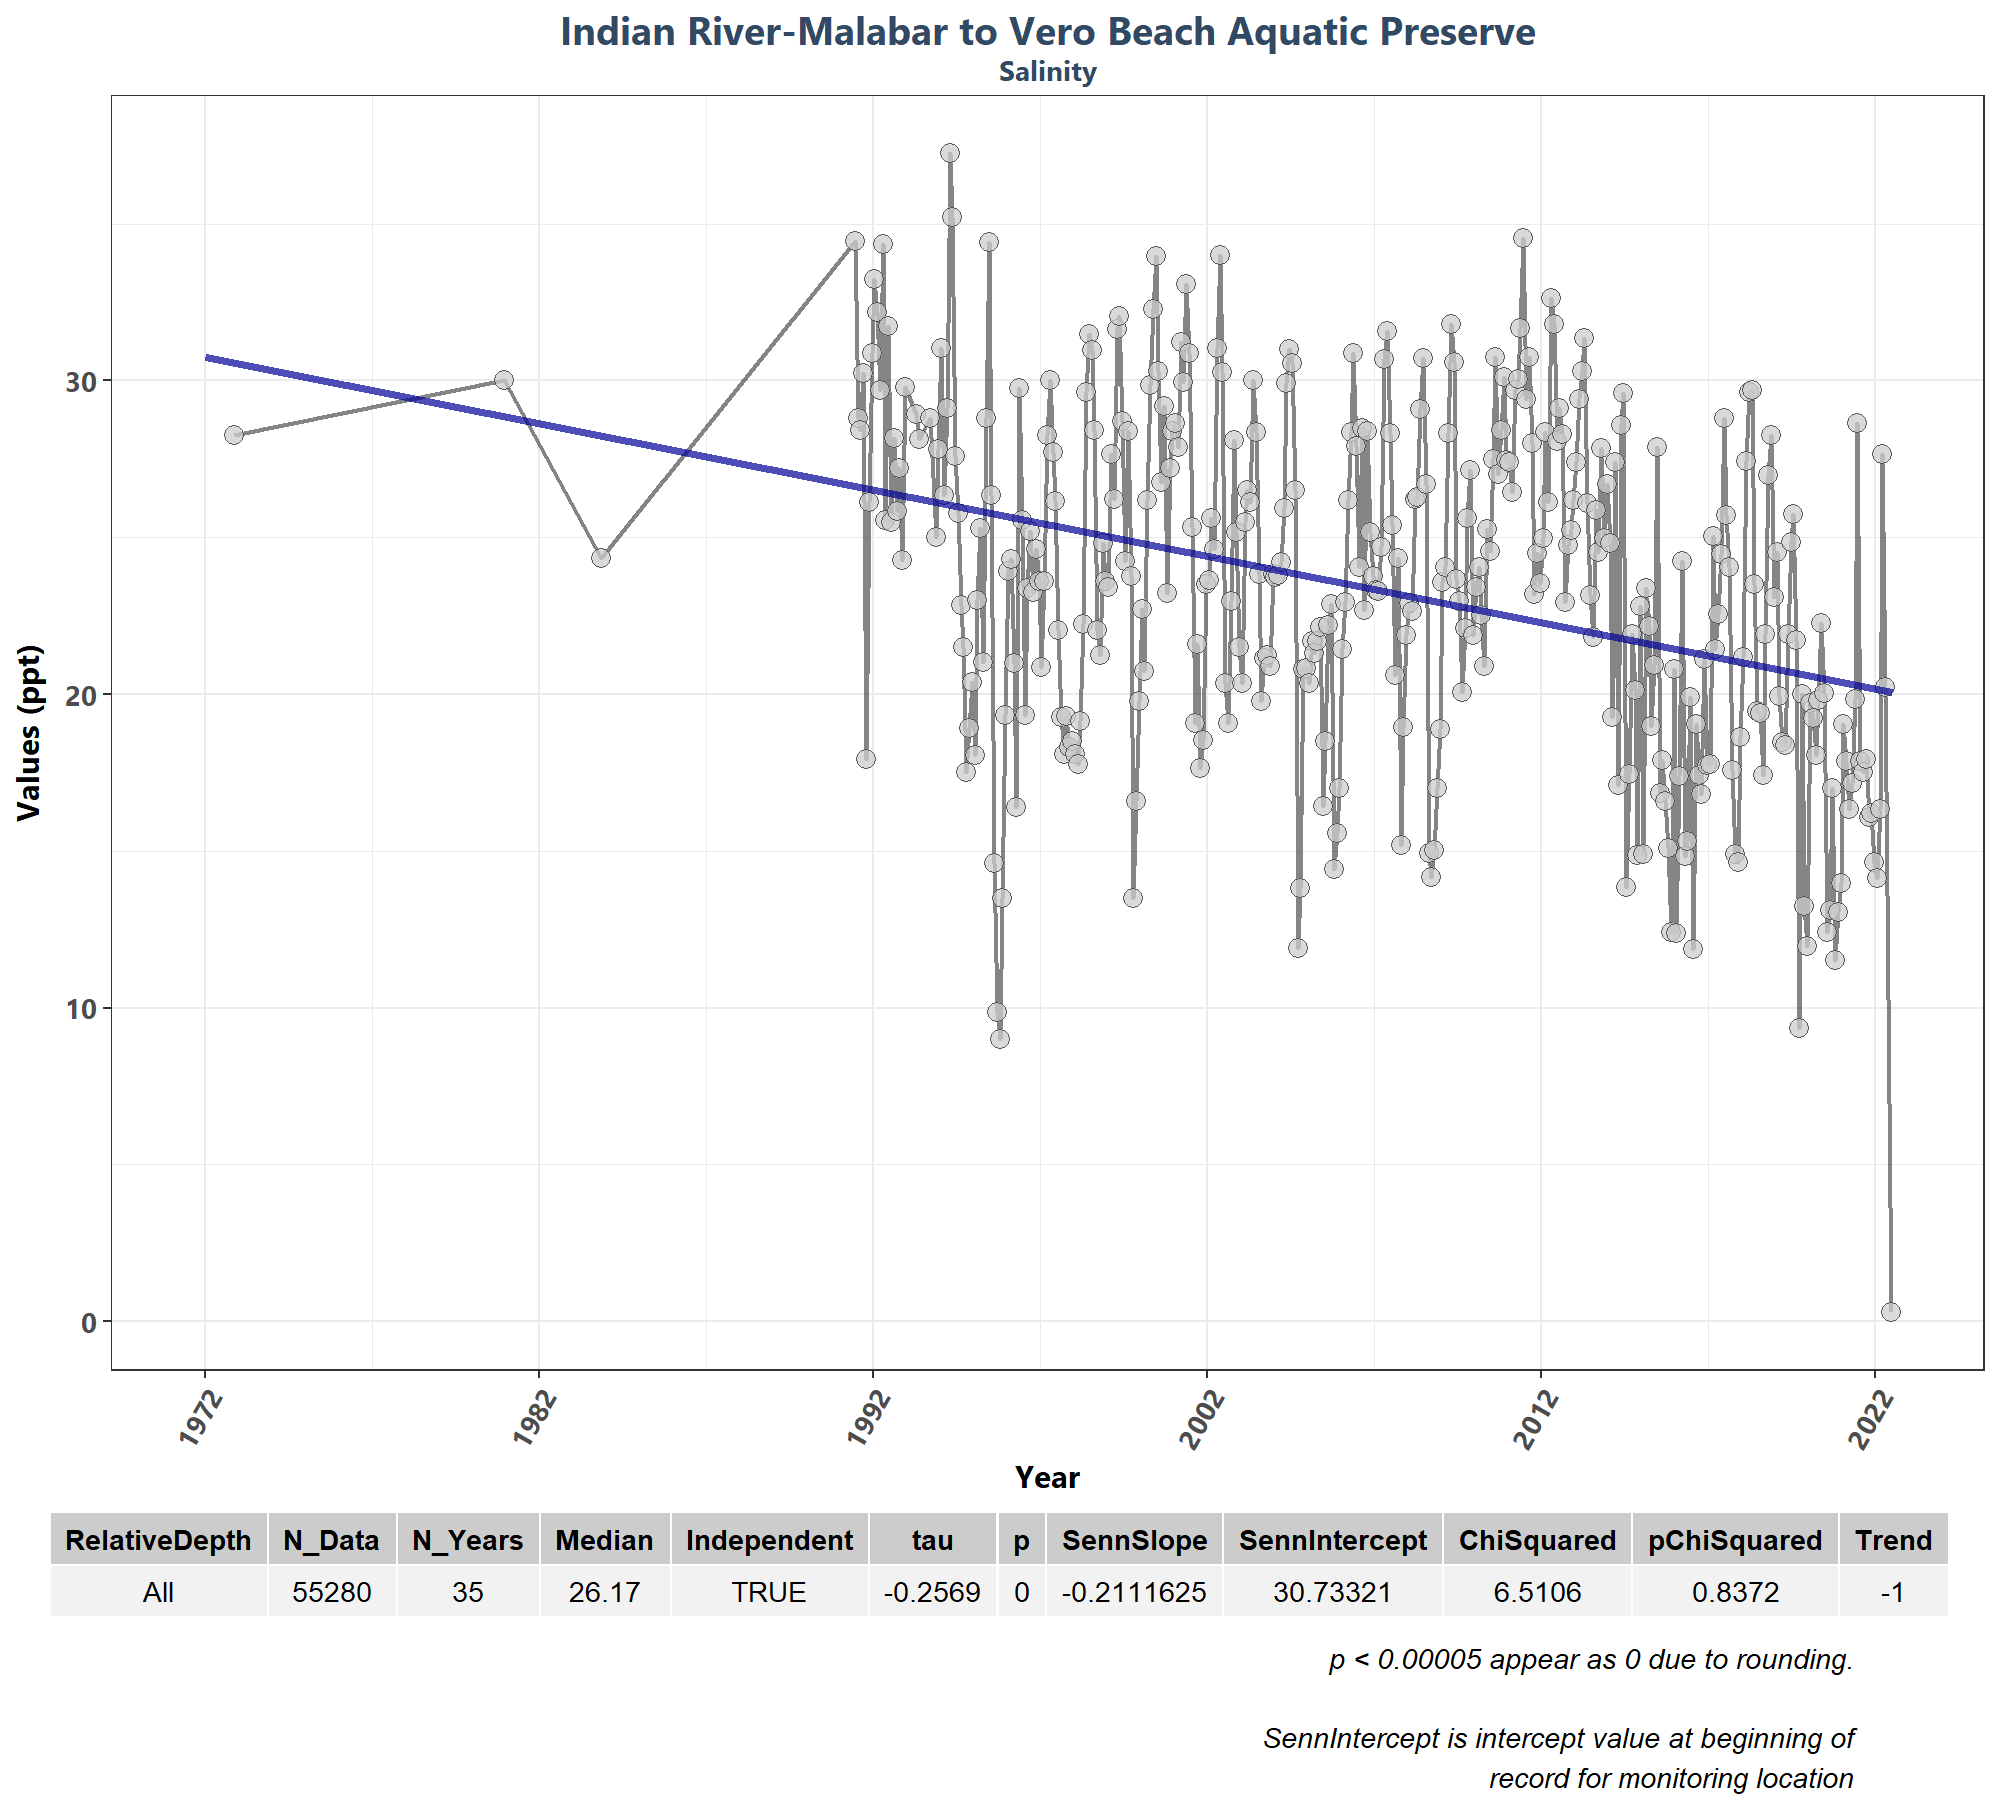 Indian River-Malabar to Vero Beach Aquatic Preserve
Salinity
Values (ppt)
30
20
10
0
1972 1982 1992 2002 2012 2022
Year
RelativeDepth N_Data N_Years Median Independent tau p SennSlope SennIntercept ChiSquared pChiSquared Trend
All 55280 35 26.17 TRUE -0.2569 0 -0.2111625 30.73321 6.5106 0.8372 -1
p < 0.00005 appear as 0 due to rounding.
SennIntercept is intercept value at beginning of
record for monitoring location